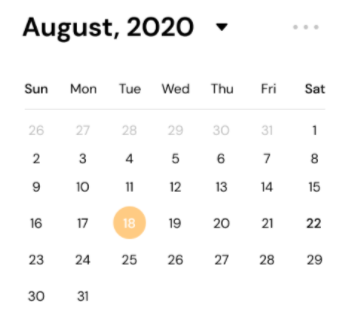 August, 2020
Sun Mon Tue Wed Thu Fri Sat
26 27 28 29 30 31 1
2 3 4 5 6 7 8
9 10 11 12 13 14 15
16 17 18 19 20 21 22
23 24 25 26 27 28 29
30 31